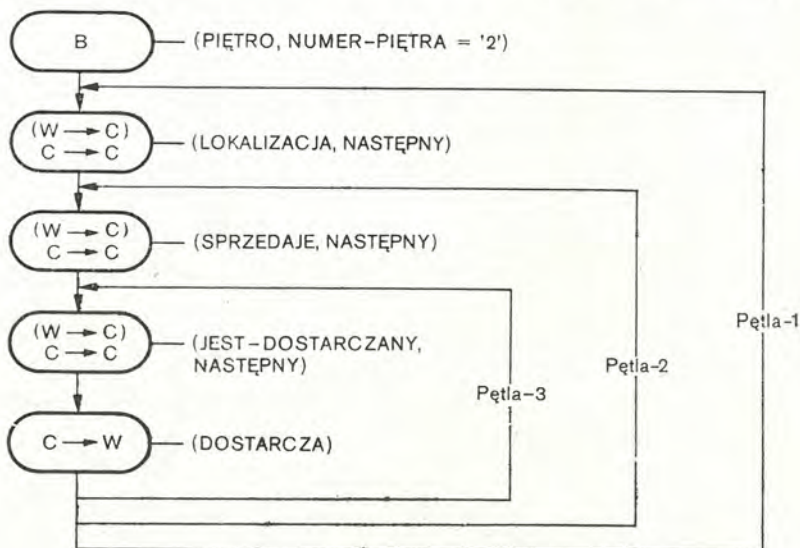 B
(PIĘTRO, NUMER-PIĘTRA = '2')
(W → C)
C → C
(LOKALIZACJA, NASTĘPNY)
(W → C)
C → C
(SPRZEDAJE, NASTĘPNY)
(W → C)
C → C
(JEST-DOSTARCZANY,
NASTĘPNY)
C → W
(DOSTARCZA)
Pętla-3
Pętla-2
Pętla-1